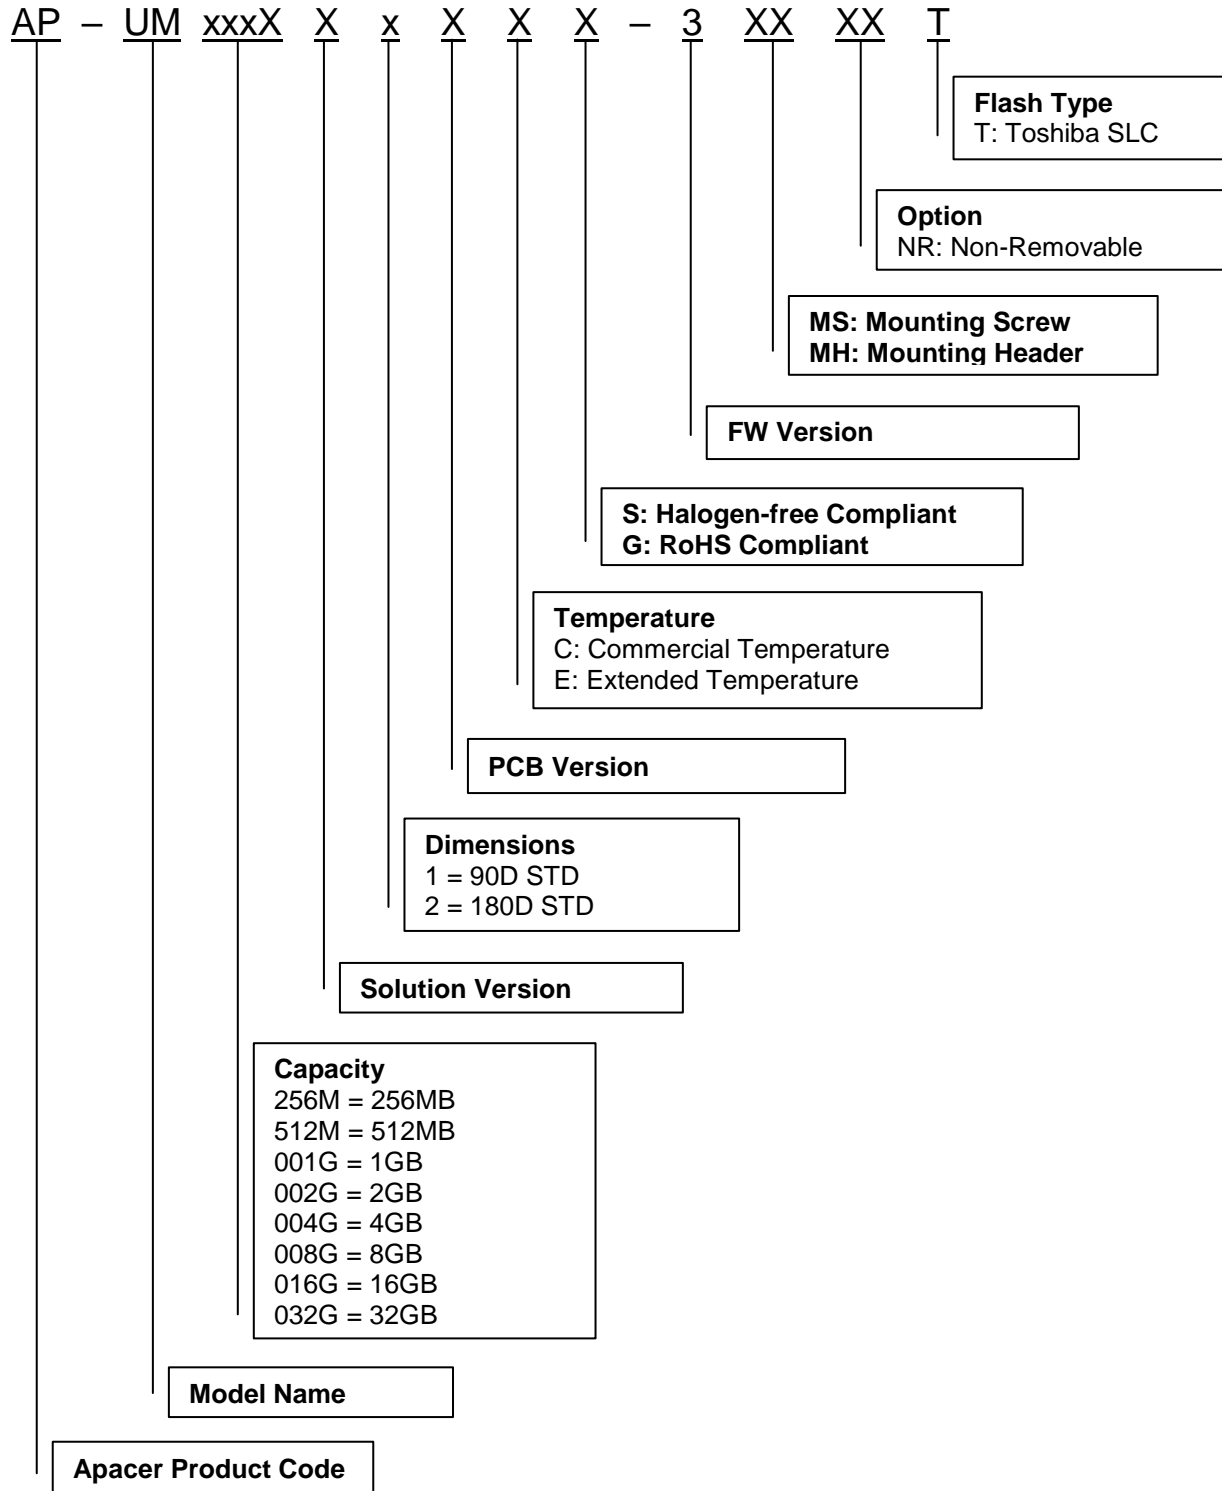 AP – UM xxxX X x X X X – 3 XX XX T
Flash Type
T: Toshiba SLC
Option
NR: Non-Removable
MS: Mounting Screw
MH: Mounting Header
FW Version
S: Halogen-free Compliant
G: RoHS Compliant
Temperature
C: Commercial Temperature
E: Extended Temperature
PCB Version
Dimensions
1 = 90D STD
2 = 180D STD
Solution Version
Capacity
256M = 256MB
512M = 512MB
001G = 1GB
002G = 2GB
004G = 4GB
008G = 8GB
016G = 16GB
032G = 32GB
Model Name
Apacer Product Code